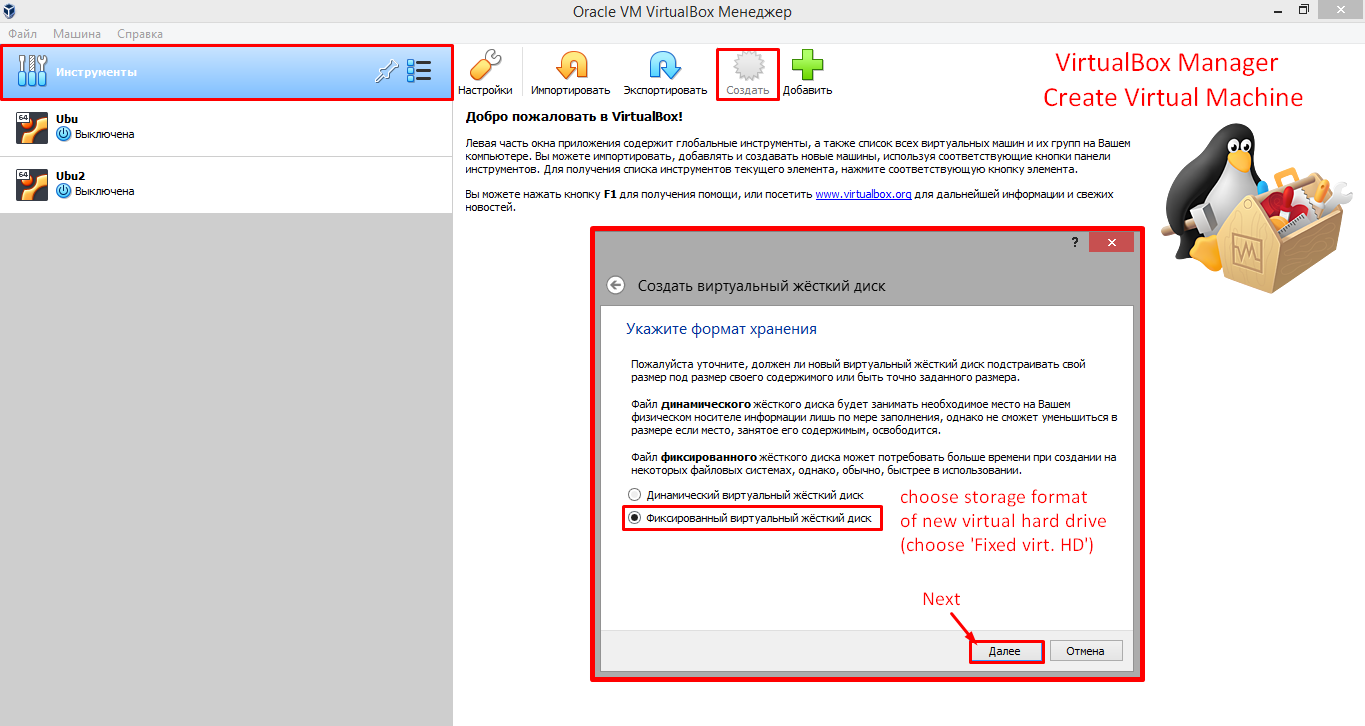 Oracle VM VirtualBox Менеджер
Файл Машина Справка
Инструменты
64
Ubu
Выключена
64
Ubu2
Выключена
Настройки Импортировать Экспортировать Создать Добавить
VirtualBox Manager
Create Virtual Machine
Добро пожаловать в VirtualBox!
Левая часть окна приложения содержит глобальные инструменты, а также список всех виртуальных машин и их групп на Вашем
компьютере. Вы можете импортировать, добавлять и создавать новые машины, используя соответствующие кнопки панели
инструментов. Для получения списка инструментов текущего элемента, нажмите соответствующую кнопку элемента.
Вы можете нажать кнопку F1 для получения помощи, или посетить www.virtualbox.org для дальнейшей информации и свежих
новостей.
?
Создать виртуальный жёсткий диск
Укажите формат хранения
Пожалуйста уточните, должен ли новый виртуальный жёсткий диск подстраивать свой
размер под размер своего содержимого или быть точно заданного размера.
Файл динамического жёсткого диска будет занимать необходимое место на Вашем
физическом носителе информации лишь по мере заполнения, однако не сможет уменьшиться в
размере если место, занятое его содержимым, освободится.
Файл фиксированного жёсткого диска может потребовать больше времени при создании на
некоторых файловых системах, однако, обычно, быстрее в использовании.
Динамический виртуальный жёсткий диск
Фиксированный виртуальный жёсткий диск
choose storage format
of new virtual hard drive
(choose 'Fixed virt. HD')
Next
Далее Отмена